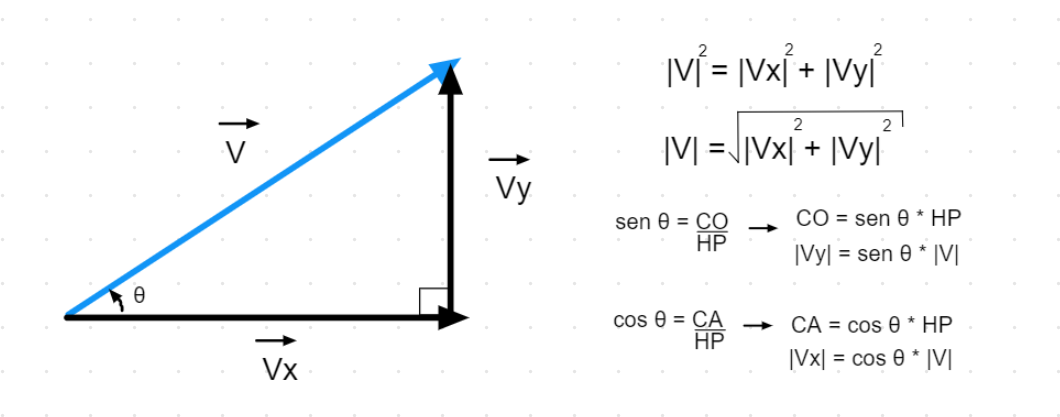 V
Vy
θ
Vx
|V|² = |Vx|² + |Vy|²
|V| = √|Vx|² + |Vy|²
sen θ = CO/HP → CO = sen θ * HP
|Vy| = sen θ * |V|
cos θ = CA/HP → CA = cos θ * HP
|Vx| = cos θ * |V|